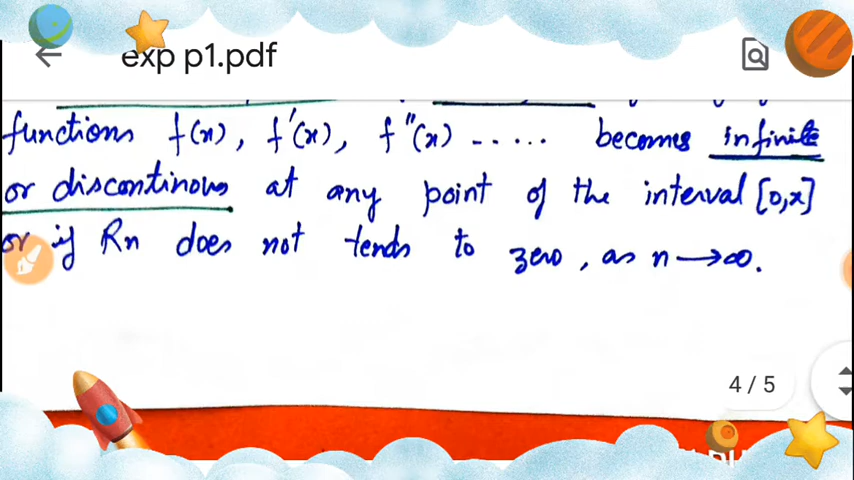 exp p1.pdf
functions f(x), f'(x), f"(x) ...... becomes infinite
or discontinous at any point of the interval [0,x]
or if Rn does not tends to zero, as n→∞.
4 / 5